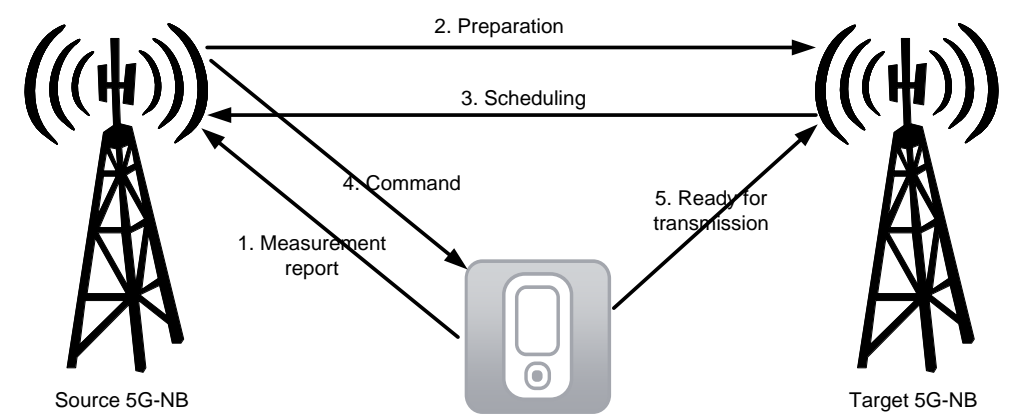 2. Preparation
3. Scheduling
4. Command
5. Ready for
transmission
1. Measurement
report
Source 5G-NB
Target 5G-NB